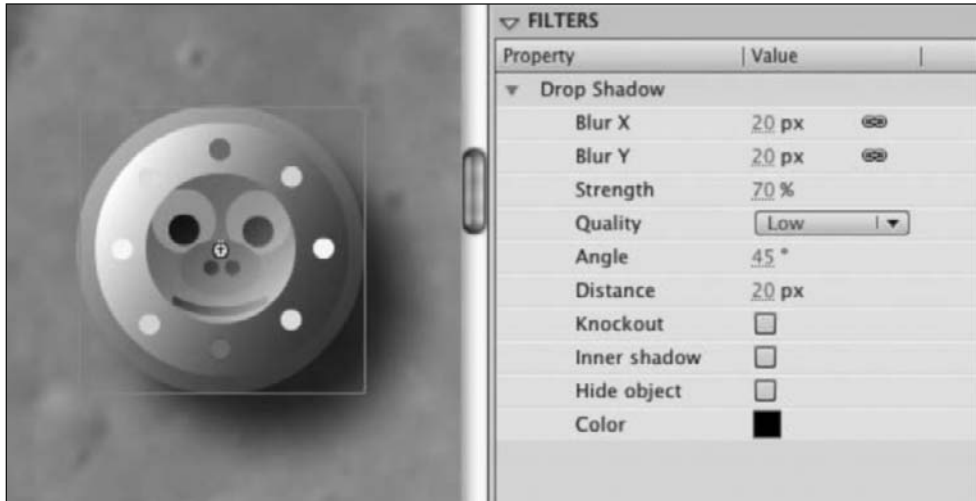 FILTERS
Property Value
Drop Shadow
Blur X 20 px
Blur Y 20 px
Strength 70 %
Quality Low
Angle 45 °
Distance 20 px
Knockout
Inner shadow
Hide object
Color